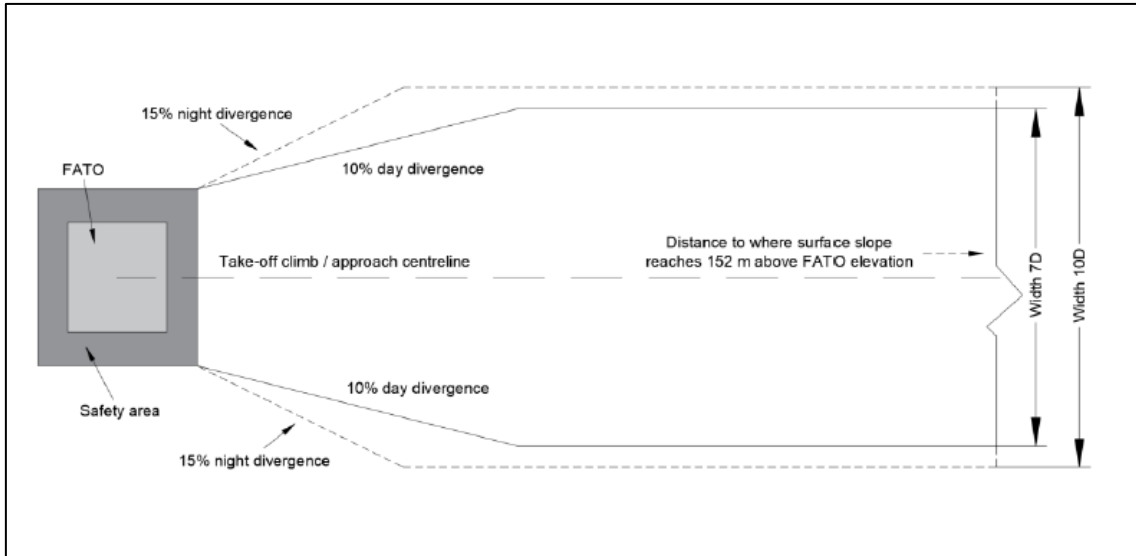 15% night divergence
FATO
10% day divergence
Take-off climb / approach centreline
Distance to where surface slope
reaches 152 m above FATO elevation
Width 7D
Width 10D
10% day divergence
Safety area
15% night divergence